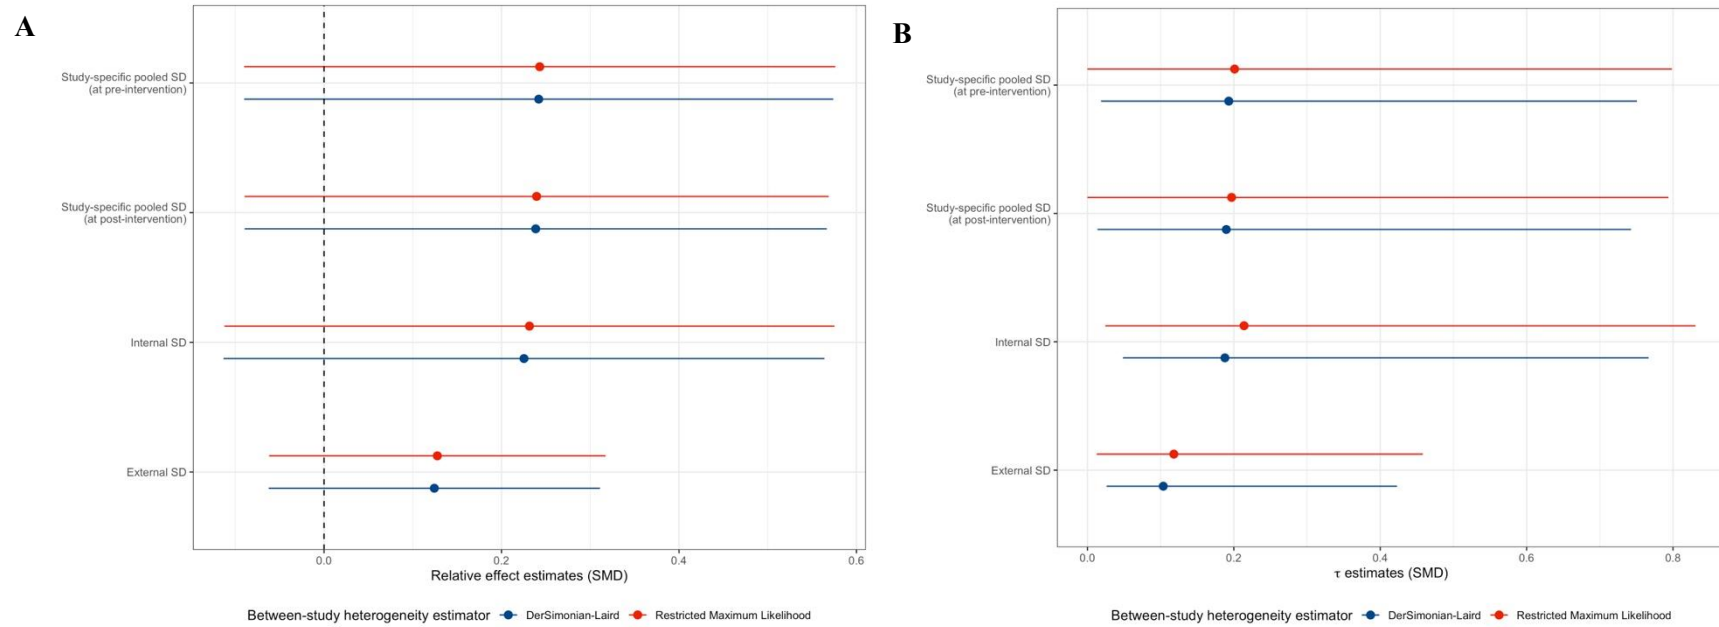 A
Study-specific pooled SD
(at pre-intervention)
Study-specific pooled SD
(at post-intervention)
Internal SD
External SD
0.0 0.2 0.4 0.6
Relative effect estimates (SMD)
Between-study heterogeneity estimator DerSimonian-Laird Restricted Maximum Likelihood
B
Study-specific pooled SD
(at pre-intervention)
Study-specific pooled SD
(at post-intervention)
Internal SD
External SD
0.0 0.2 0.4 0.6 0.8
τ estimates (SMD)
Between-study heterogeneity estimator DerSimonian-Laird Restricted Maximum Likelihood